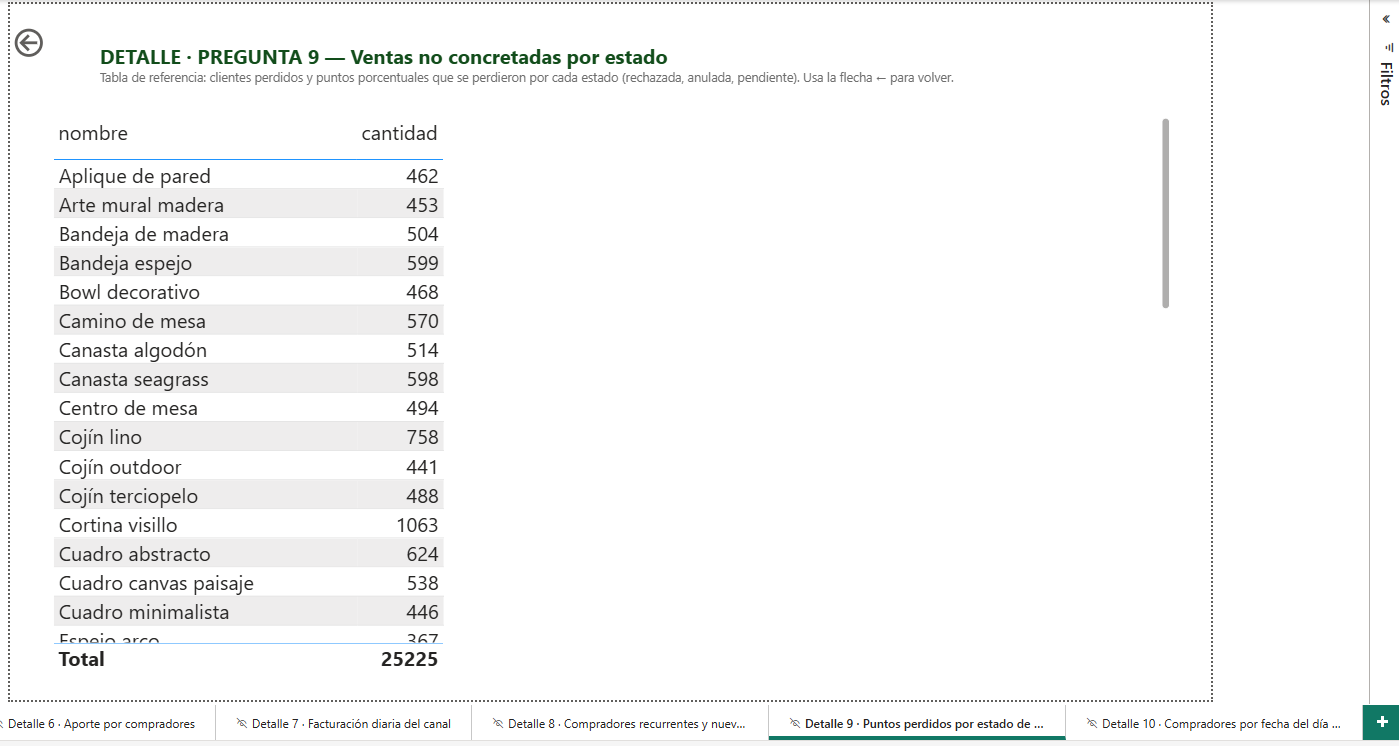 DETALLE · PREGUNTA 9 — Ventas no concretadas por estado
Tabla de referencia: clientes perdidos y puntos porcentuales que se perdieron por cada estado (rechazada, anulada, pendiente). Usa la flecha ← para volver.
nombre cantidad
Aplique de pared 462
Arte mural madera 453
Bandeja de madera 504
Bandeja espejo 599
Bowl decorativo 468
Camino de mesa 570
Canasta algodón 514
Canasta seagrass 598
Centro de mesa 494
Cojín lino 758
Cojín outdoor 441
Cojín terciopelo 488
Cortina visillo 1063
Cuadro abstracto 624
Cuadro canvas paisaje 538
Cuadro minimalista 446
Espejo arco 367
Total 25225
Filtros
Detalle 6 · Aporte por compradores
Detalle 7 · Facturación diaria del canal
Detalle 8 · Compradores recurrentes y nuev...
Detalle 9 · Puntos perdidos por estado de ...
Detalle 10 · Compradores por fecha del día ...